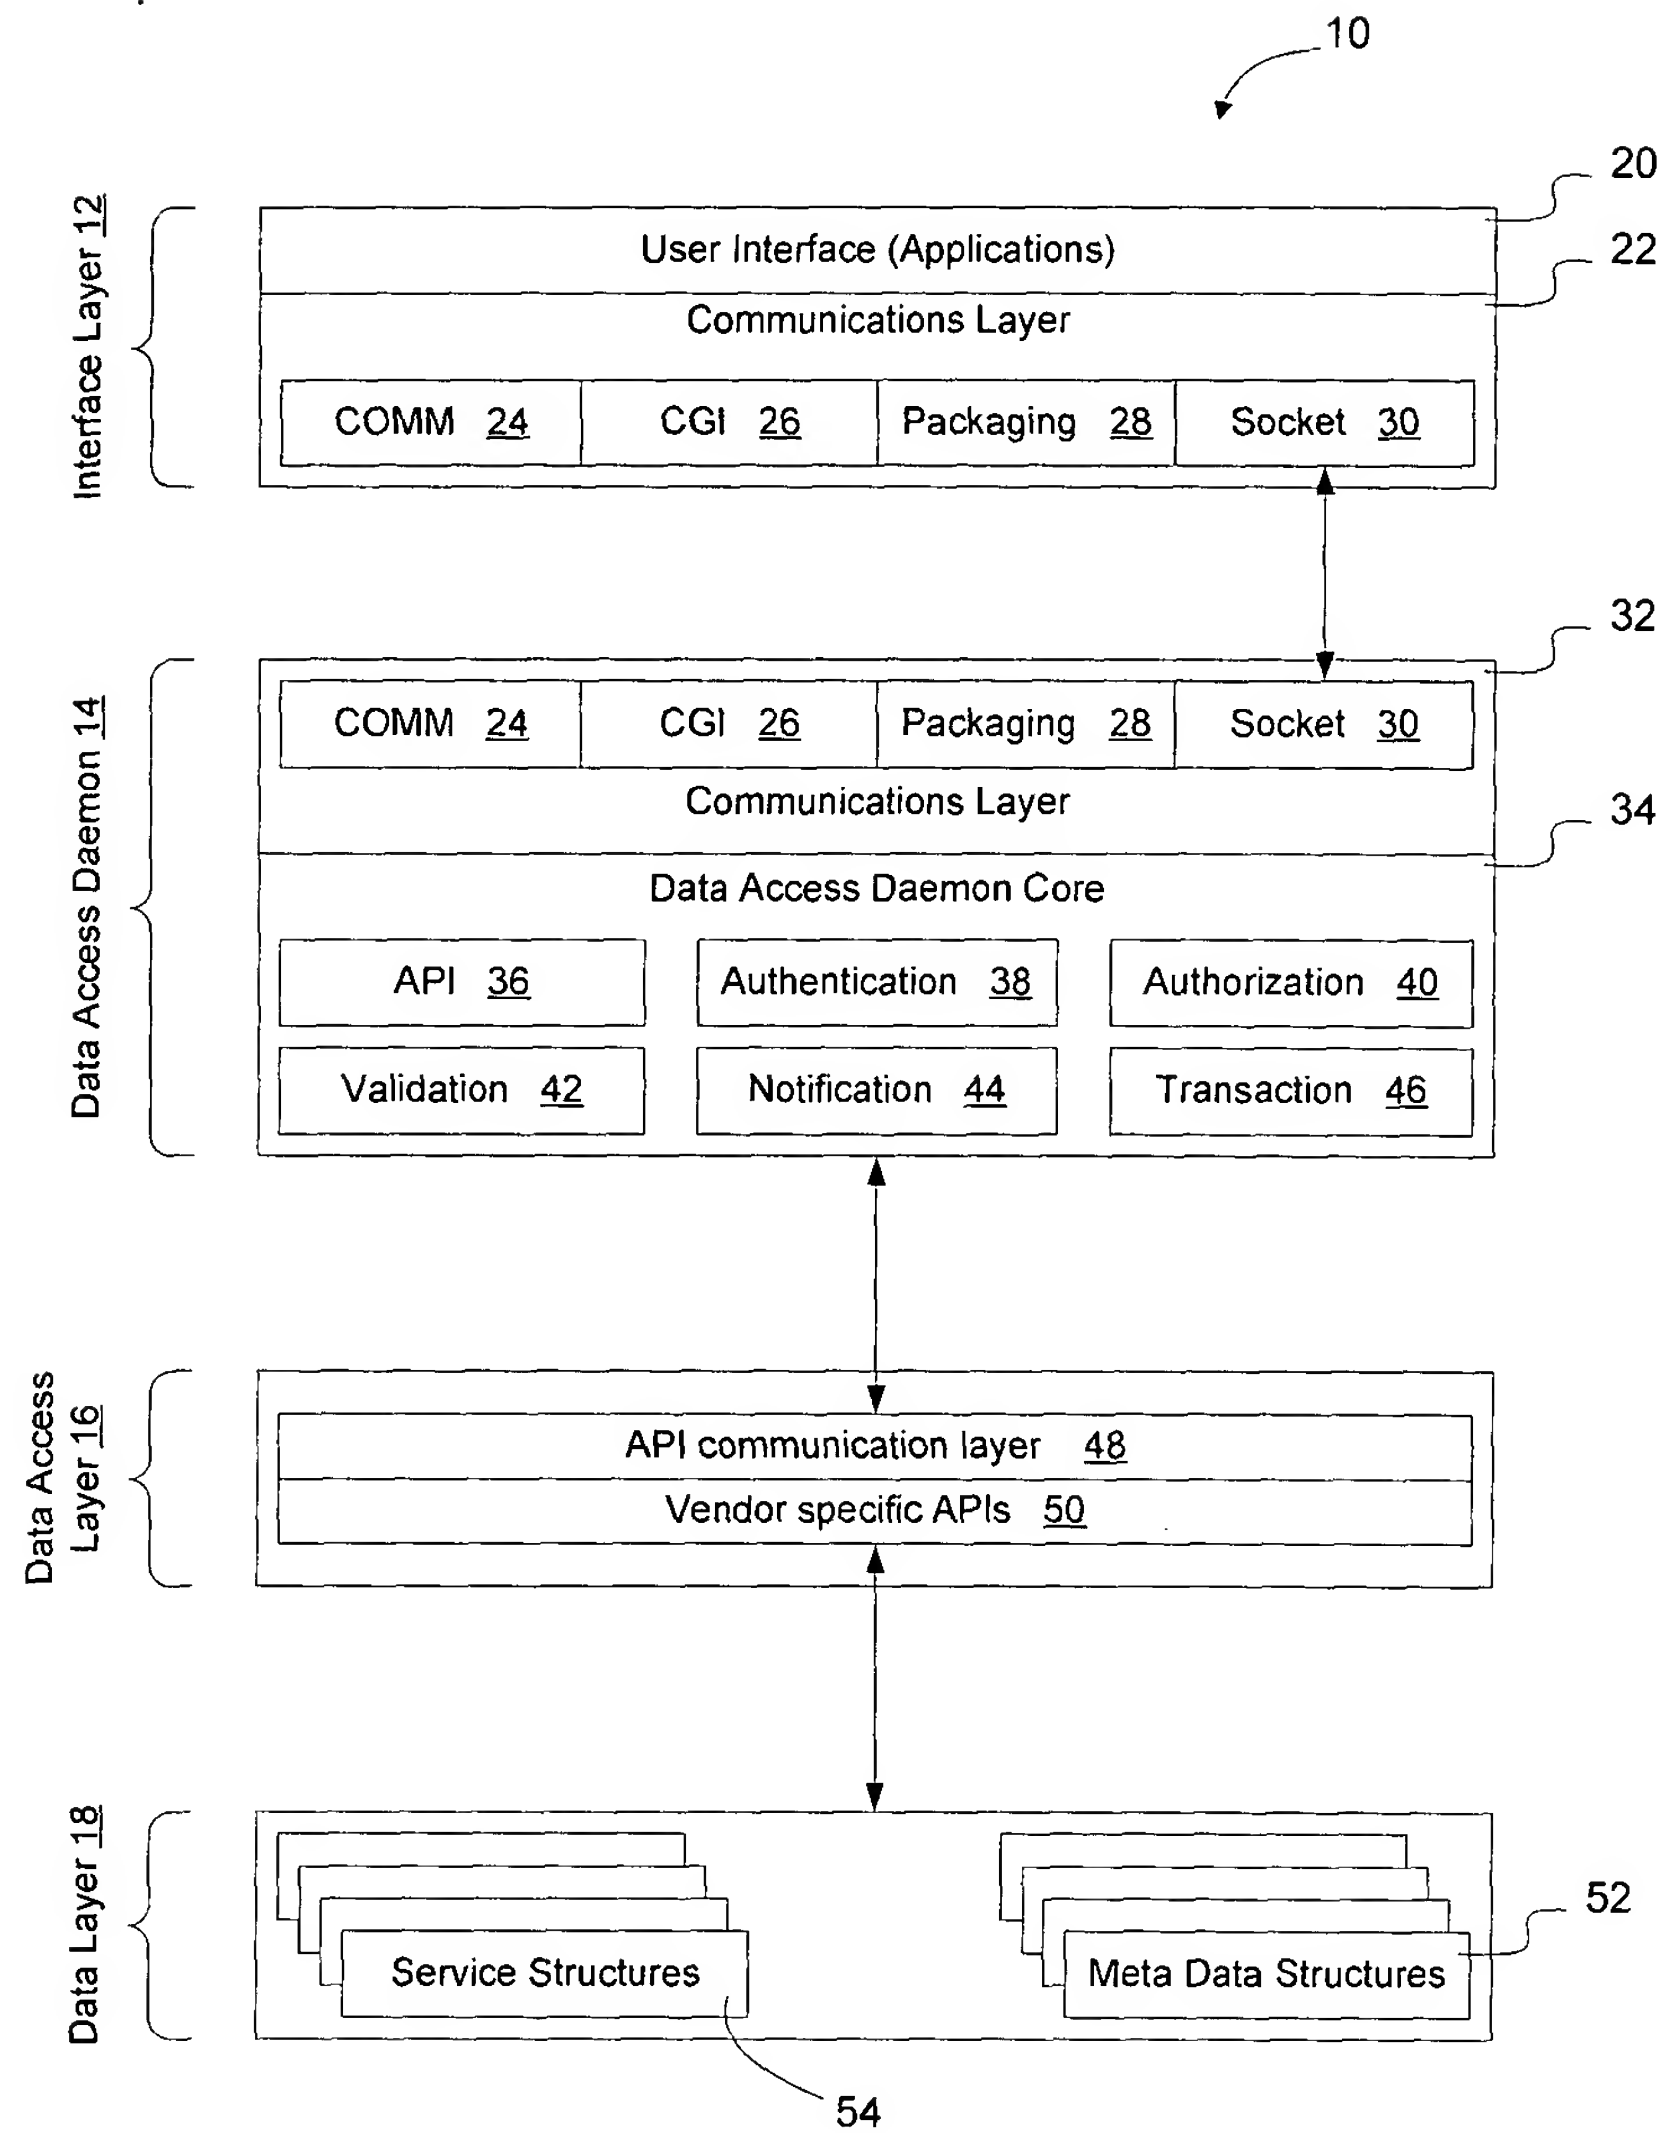 10
20
Interface Layer 12
User Interface (Applications)
22
Communications Layer
COMM 24 CGI 26 Packaging 28 Socket 30
32
Data Access Daemon 14
COMM 24 CGI 26 Packaging 28 Socket 30
Communications Layer
34
Data Access Daemon Core
API 36 Authentication 38 Authorization 40
Validation 42 Notification 44 Transaction 46
Data Access
Layer 16
API communication layer 48
Vendor specific APIs 50
Data Layer 18
52
Service Structures Meta Data Structures
54